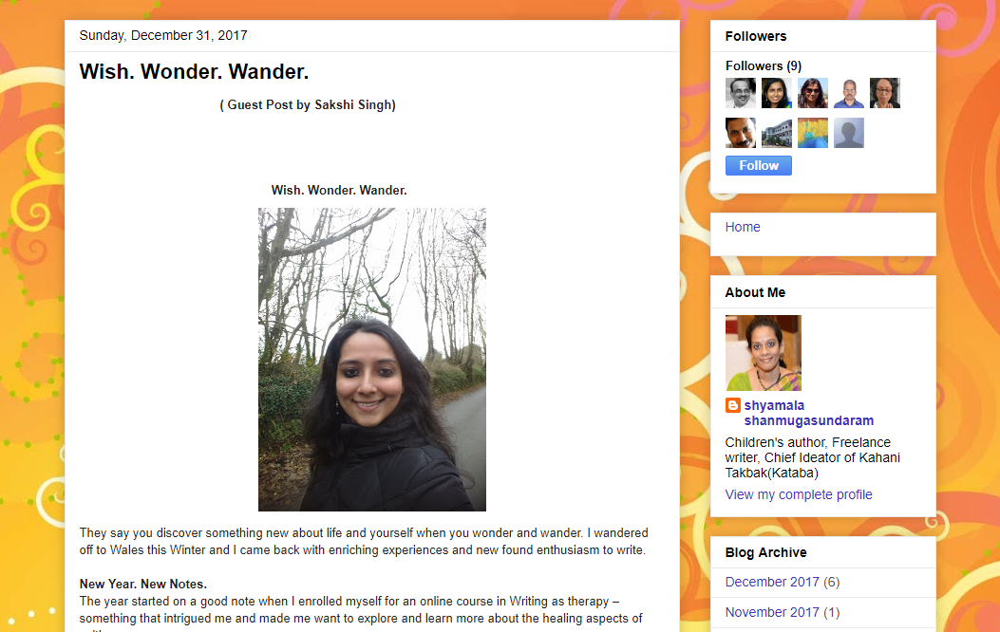 Sunday, December 31, 2017
Wish. Wonder. Wander.
( Guest Post by Sakshi Singh)
Wish. Wonder. Wander.
They say you discover something new about life and yourself when you wonder and wander. I wandered
off to Wales this Winter and I came back with enriching experiences and new found enthusiasm to write.
New Year. New Notes.
The year started on a good note when I enrolled myself for an online course in Writing as therapy –
something that intrigued me and made me want to explore and learn more about the healing aspects of
Followers
Followers (9)
Follow
Home
About Me
shyamala
shanmugasundaram
Children's author, Freelance
writer, Chief Ideator of Kahani
Takbak(Kataba)
View my complete profile
Blog Archive
December 2017 (6)
November 2017 (1)